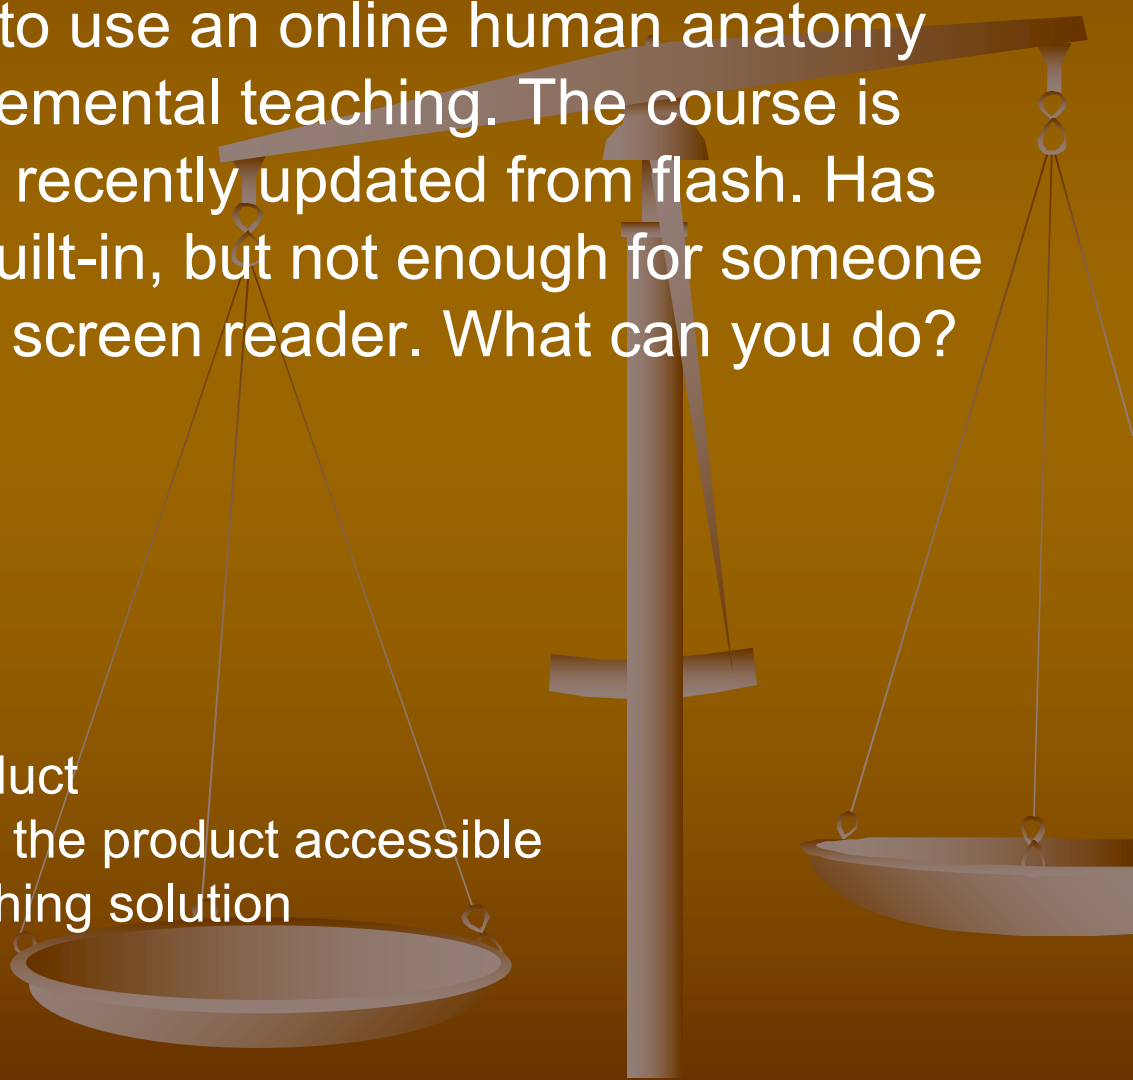 to use an online human anatomy
emental teaching. The course is
recently updated from flash. Has
uilt-in, but not enough for someone
screen reader. What can you do?
luct
the product accessible
hing solution